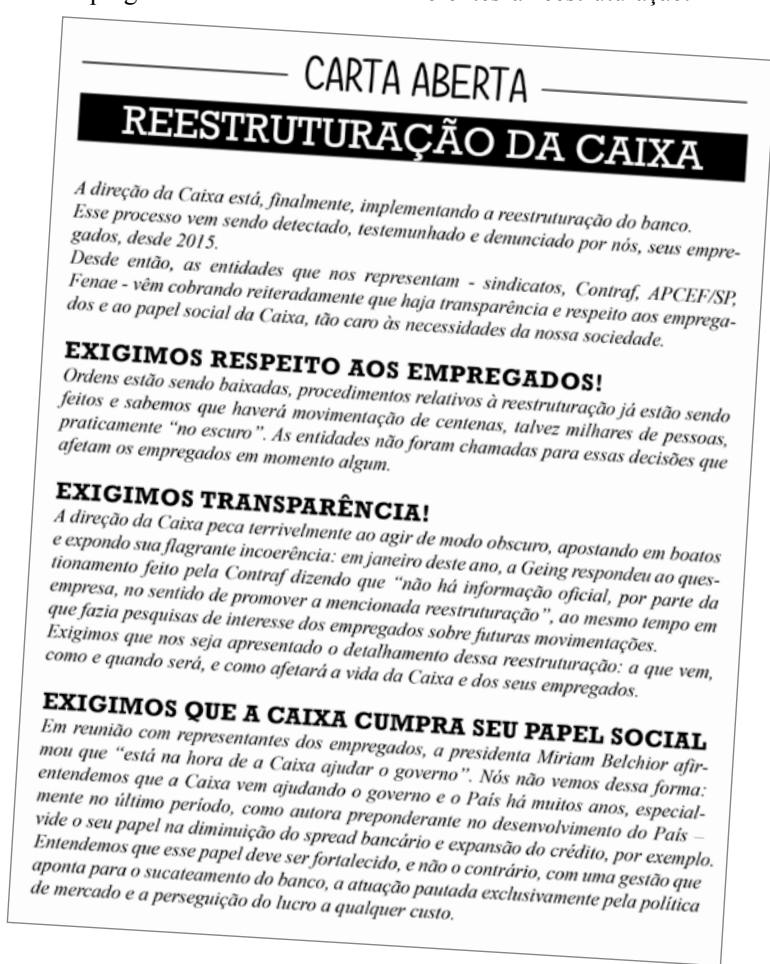 CARTA ABERTA
REESTRUTURAÇÃO DA CAIXA
A direção da Caixa está, finalmente, implementando a reestruturação do banco.
Esse processo vem sendo detectado, testemunhado e denunciado por nós, seus empre-
gados, desde 2015.
Desde então, as entidades que nos representam - sindicatos, Contraf, APCEF/SP,
Fenae - vêm cobrando reiteradamente que haja transparência e respeito aos emprega-
dos e ao papel social da Caixa, tão caro às necessidades da nossa sociedade.
EXIGIMOS RESPEITO AOS EMPREGADOS!
Ordens estão sendo baixadas, procedimentos relativos à reestruturação já estão sendo
feitos e sabemos que haverá movimentação de centenas, talvez milhares de pessoas,
praticamente “no escuro”. As entidades não foram chamadas para essas decisões que
afetam os empregados em momento algum.
EXIGIMOS TRANSPARÊNCIA!
A direção da Caixa peca terrivelmente ao agir de modo obscuro, apostando em boatos
e expondo sua flagrante incoerência: em janeiro deste ano, a Geing respondeu ao ques-
tionamento feito pela Contraf dizendo que “não há informação oficial, por parte da
empresa, no sentido de promover a mencionada reestruturação”, ao mesmo tempo em
que fazia pesquisas de interesse dos empregados sobre futuras movimentações.
Exigimos que nos seja apresentado o detalhamento dessa reestruturação: a que vem,
como e quando será, e como afetará a vida da Caixa e dos seus empregados.
EXIGIMOS QUE A CAIXA CUMPRA SEU PAPEL SOCIAL
Em reunião com representantes dos empregados, a presidenta Miriam Belchior afir-
mou que “está na hora de a Caixa ajudar o governo”. Nós não vemos dessa forma:
entendemos que a Caixa vem ajudando o governo e o País há muitos anos, especial-
mente no último período, como autora preponderante no desenvolvimento do País –
vide o seu papel na diminuição do spread bancário e expansão do crédito, por exemplo.
Entendemos que esse papel deve ser fortalecido, e não o contrário, com uma gestão que
aponta para o sucateamento do banco, a atuação pautada exclusivamente pela política
de mercado e a perseguição do lucro a qualquer custo.